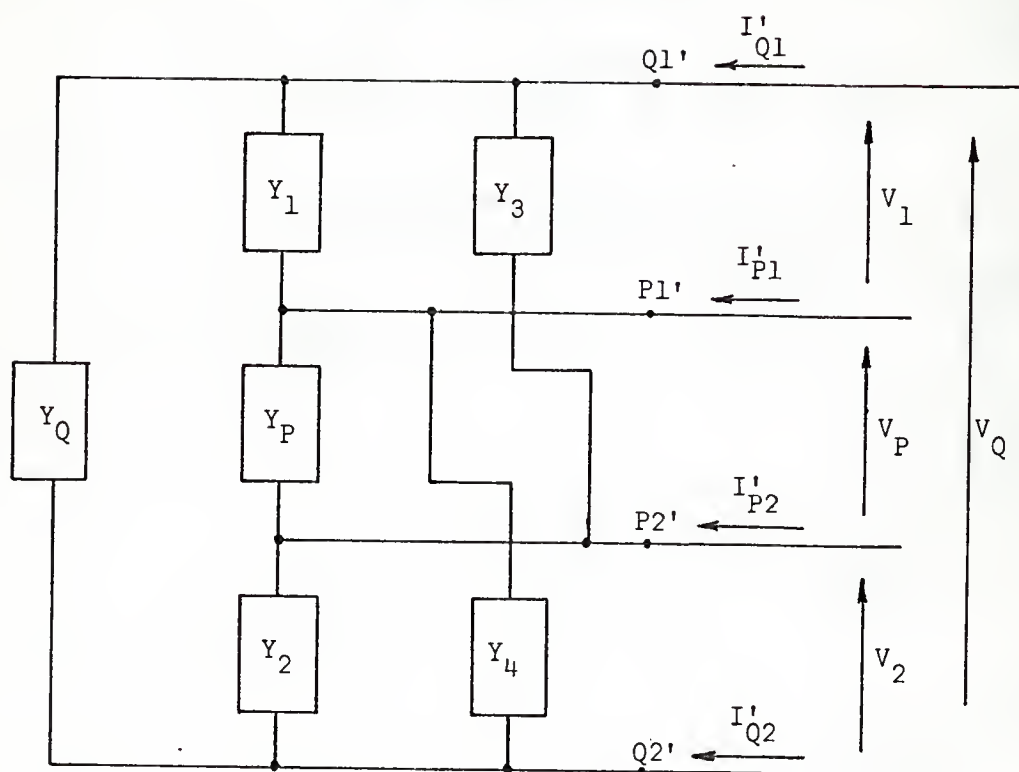 I'Q1
Q1'
Y1
Y3
V1
I'P1
P1'
YQ
YP
VP
VQ
I'P2
P2'
Y2
Y4
V2
I'Q2
Q2'